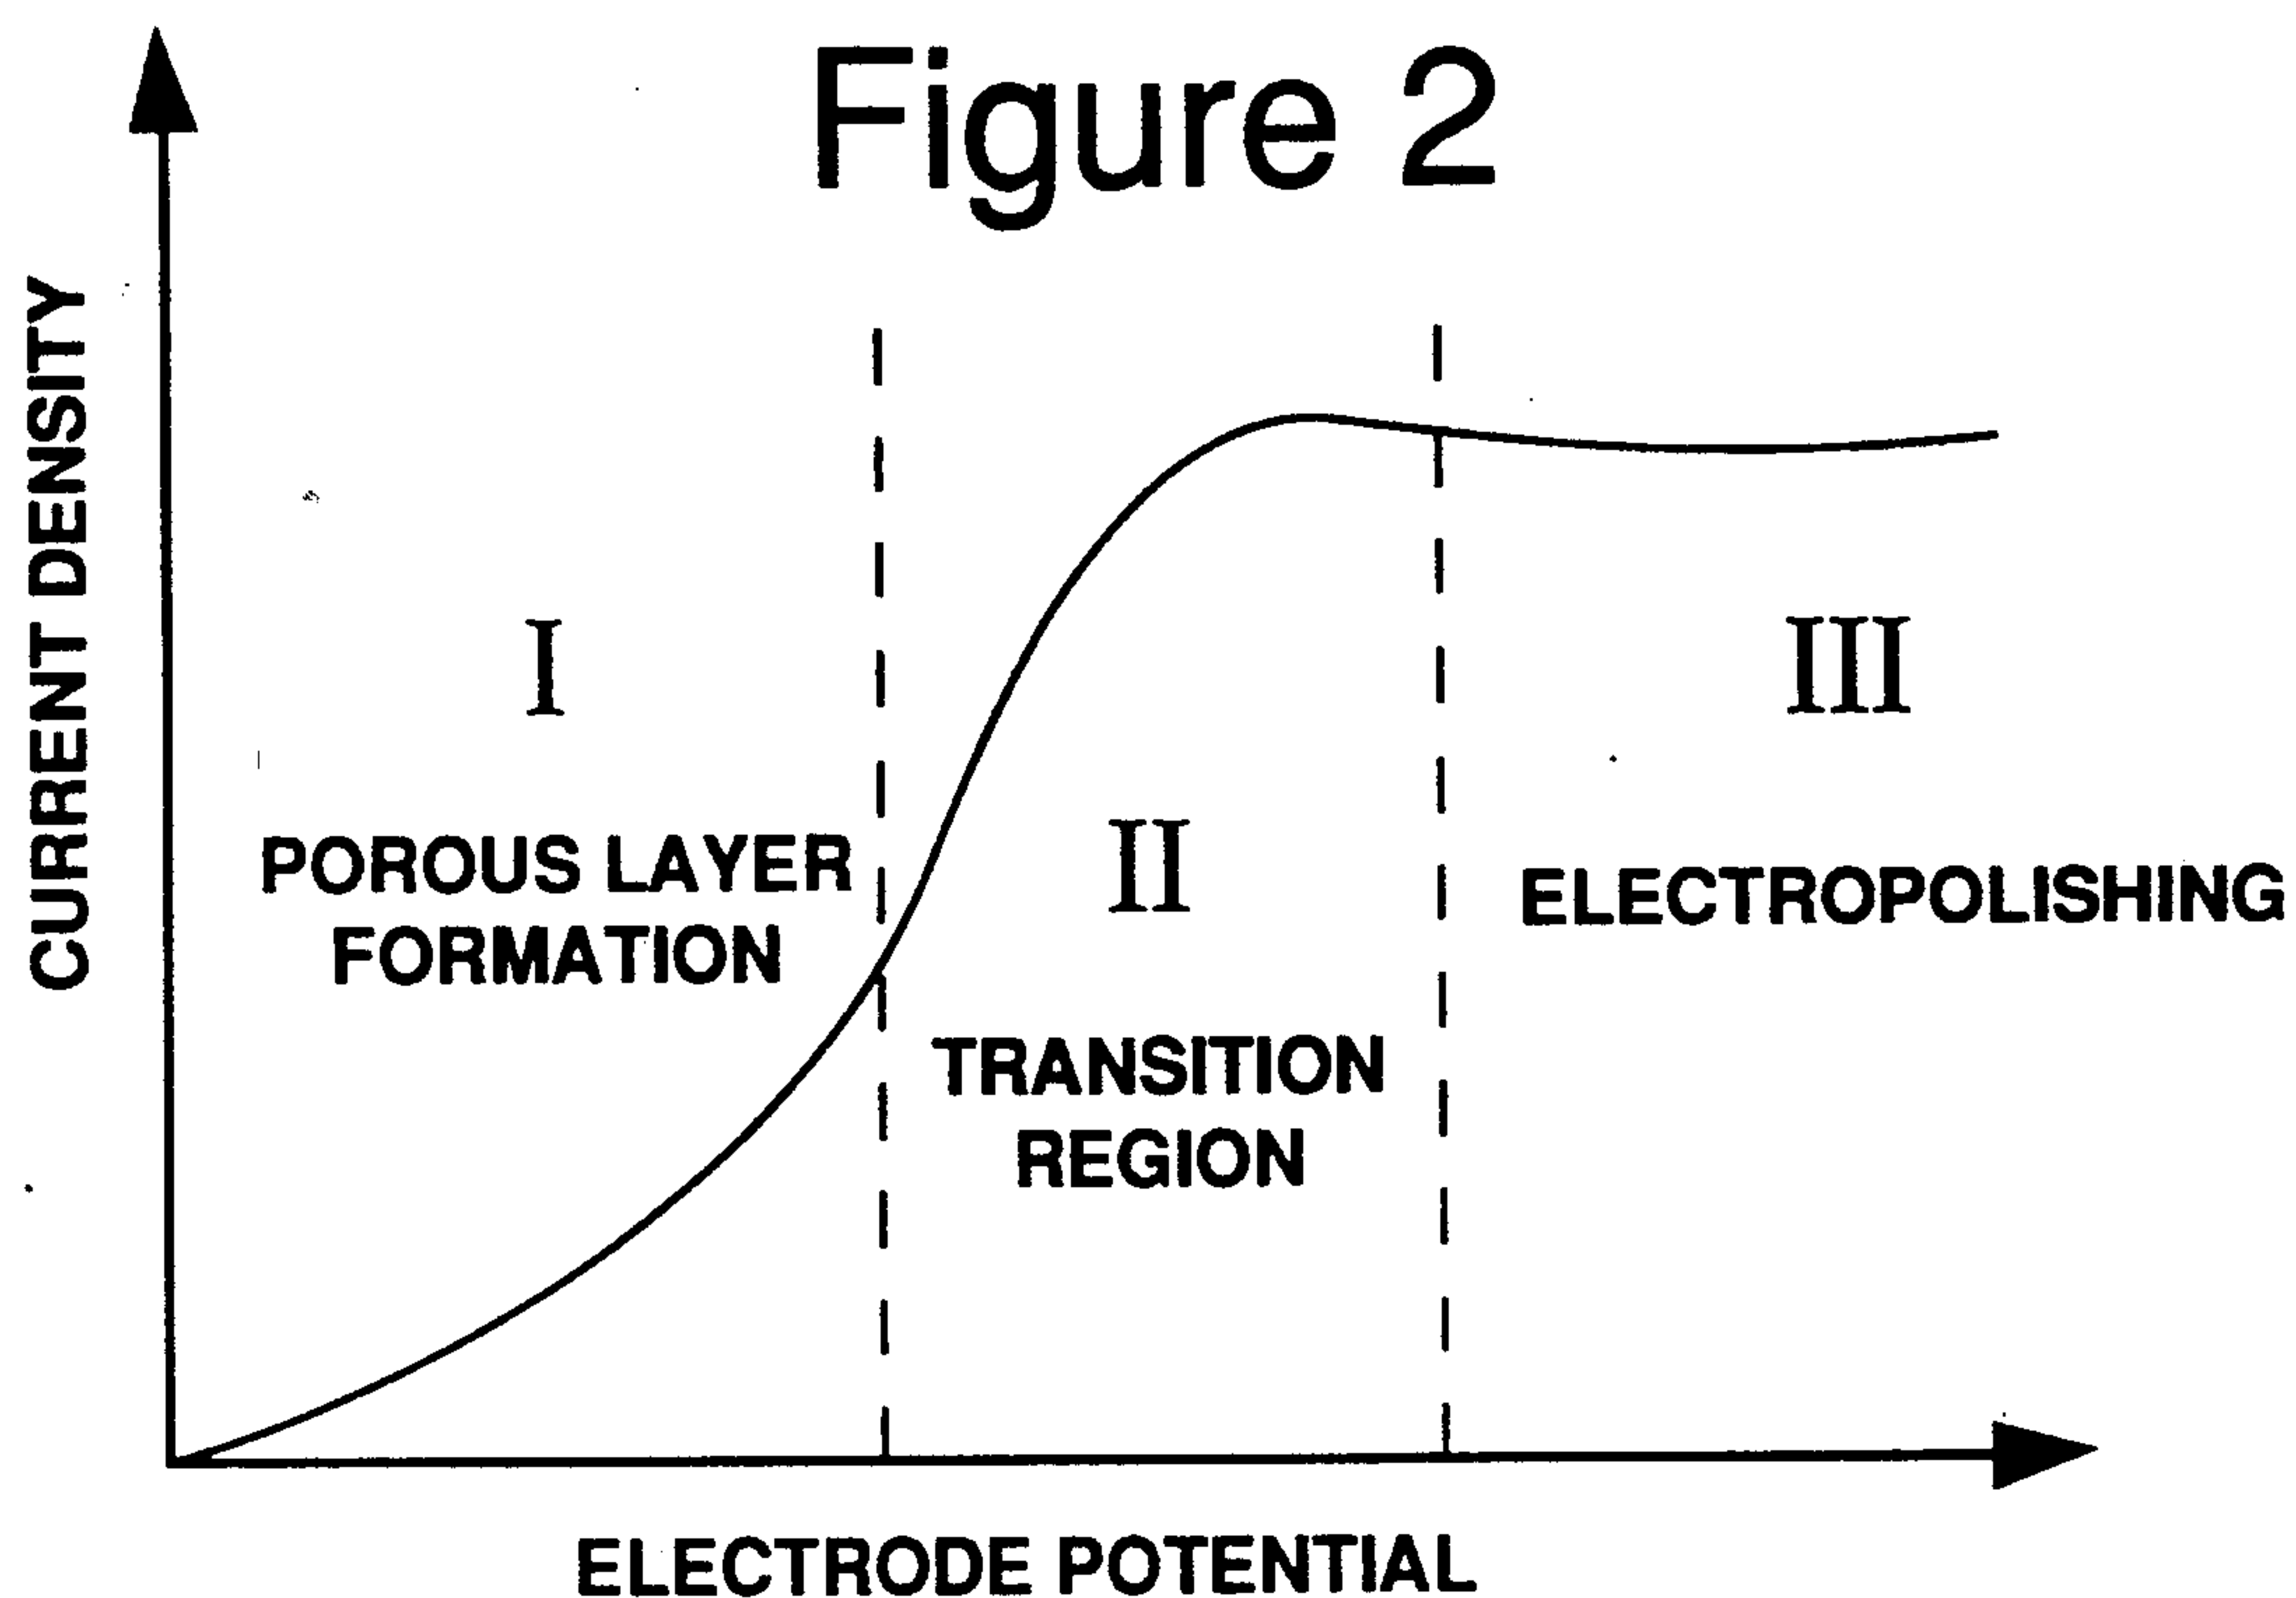 Figure 2
CURRENT DENSITY
I
POROUS LAYER
FORMATION
II
TRANSITION
REGION
III
ELECTROPOLISHING
ELECTRODE POTENTIAL